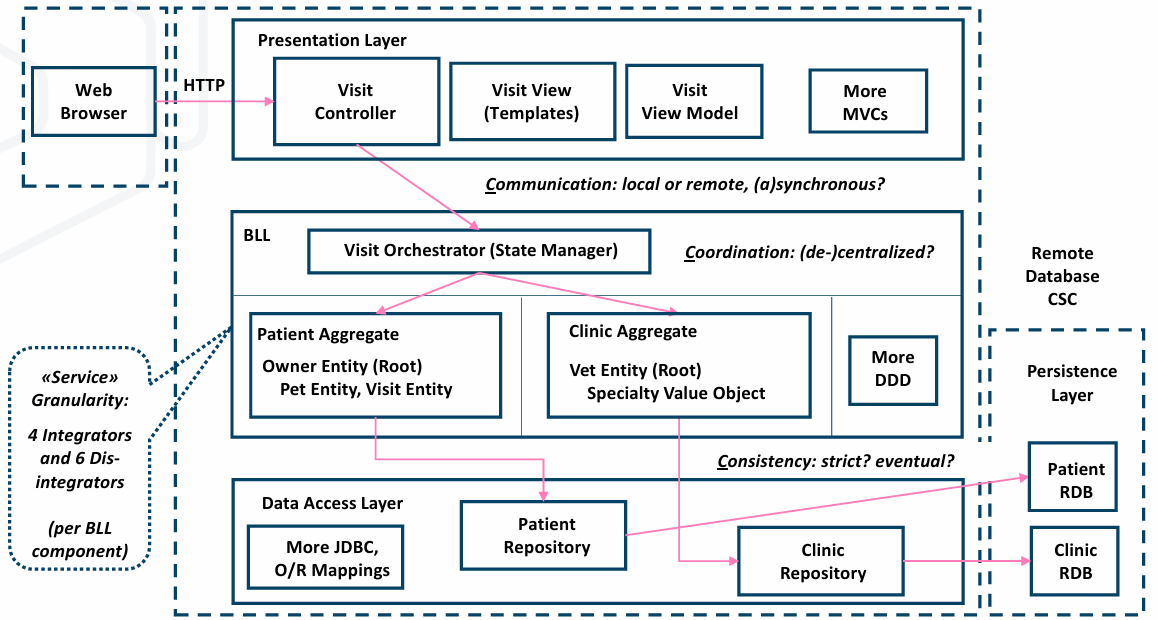 Presentation Layer
Web
Browser
HTTP
Visit
Controller
Visit View
(Templates)
Visit
View Model
More
MVCs
Communication: local or remote, (a)synchronous?
BLL
Visit Orchestrator (State Manager)
Coordination: (de-)centralized?
Remote
Database
CSC
Patient Aggregate
Owner Entity (Root)
Pet Entity, Visit Entity
Clinic Aggregate
Vet Entity (Root)
Specialty Value Object
More
DDD
«Service»
Granularity:
4 Integrators
and 6 Dis-
integrators
(per BLL
component)
Persistence
Layer
Consistency: strict? eventual?
Data Access Layer
More JDBC,
O/R Mappings
Patient
Repository
Clinic
Repository
Patient
RDB
Clinic
RDB